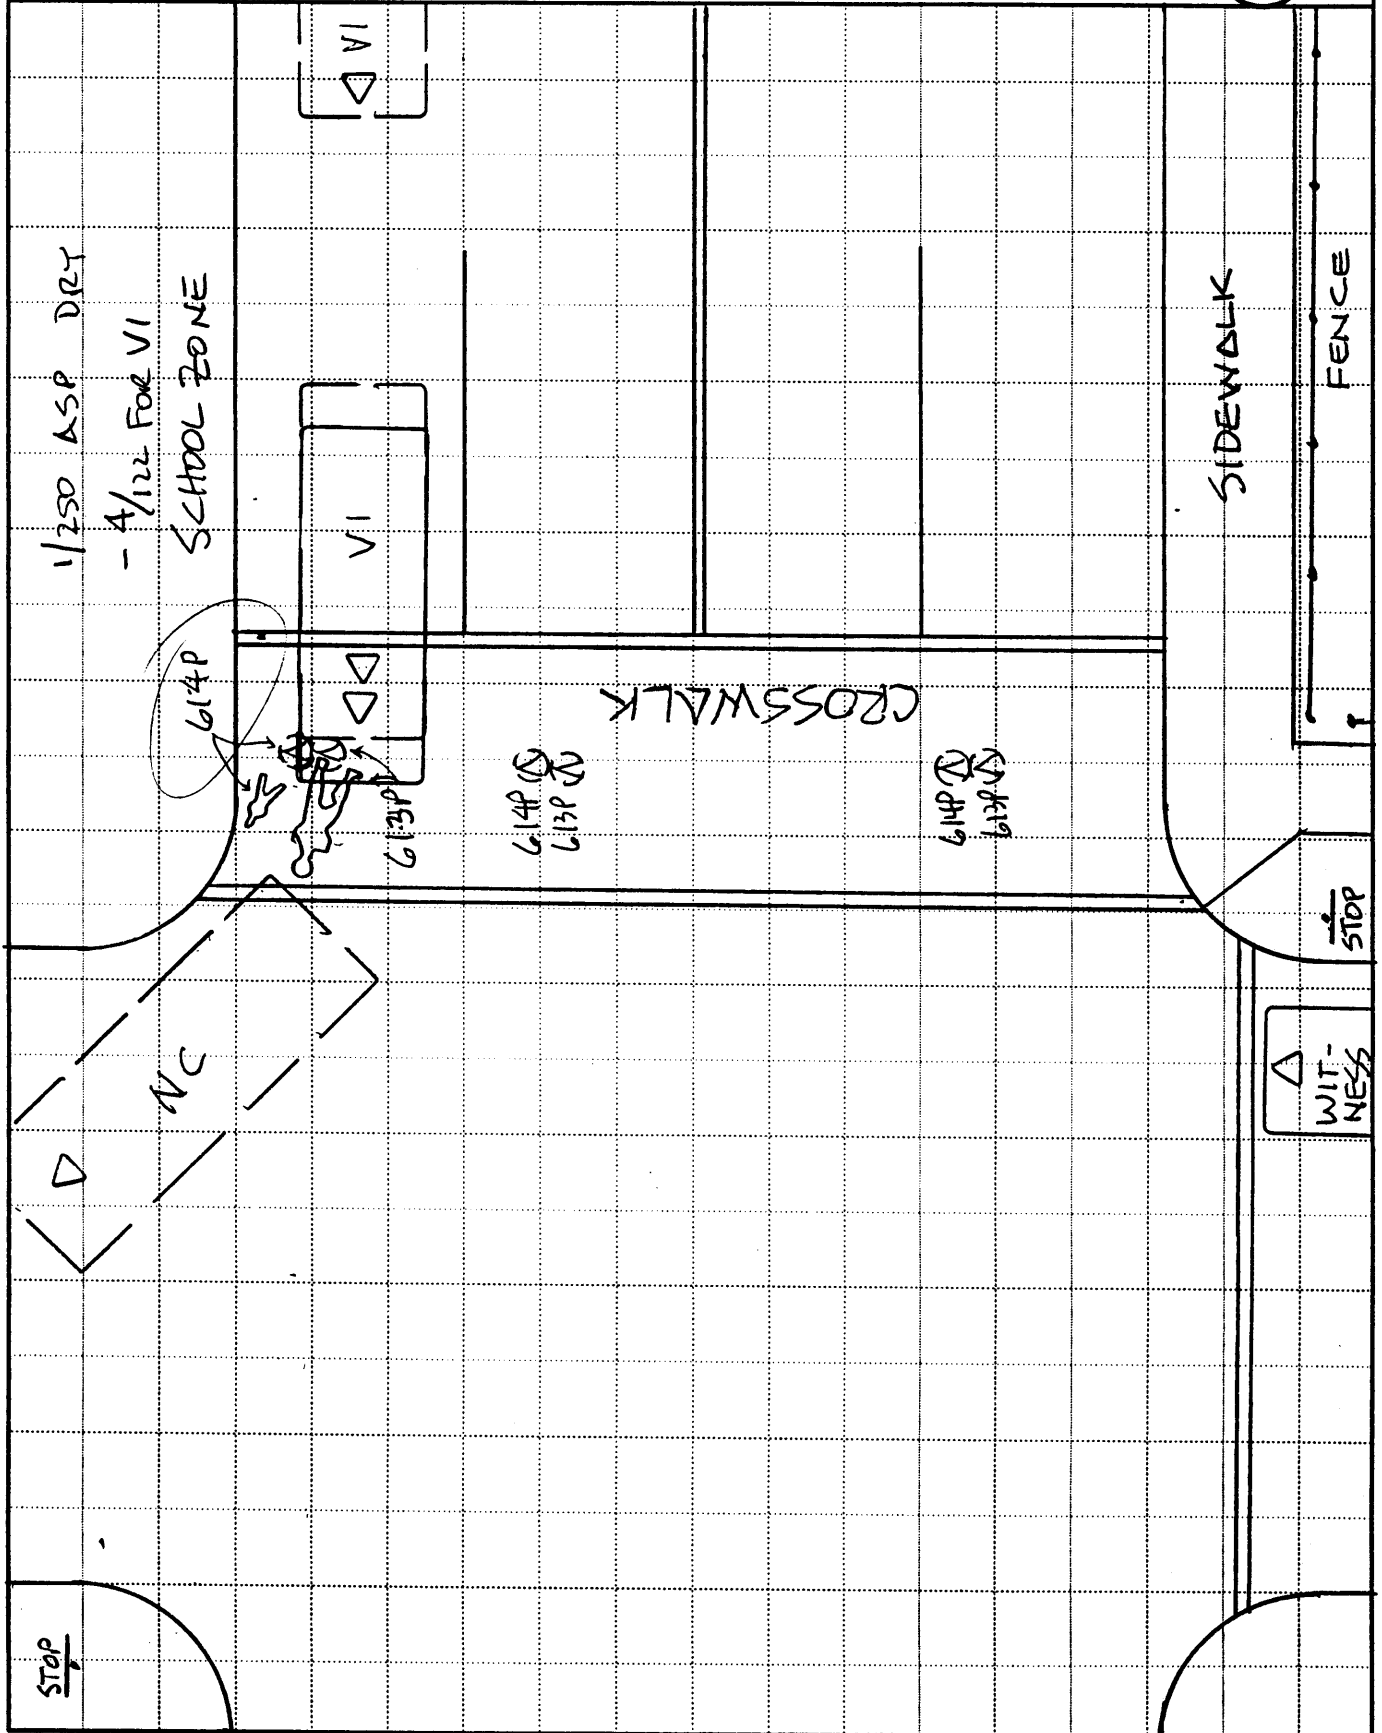 1/250 ASP DRY
- 4/122 FOR V1
SCHOOL ZONE
V1
V1
614P
613P
CROSSWALK
614P
613P
614P
613P
SIDEWALK
FENCE
NC
STOP
WIT-
NESS
STOP